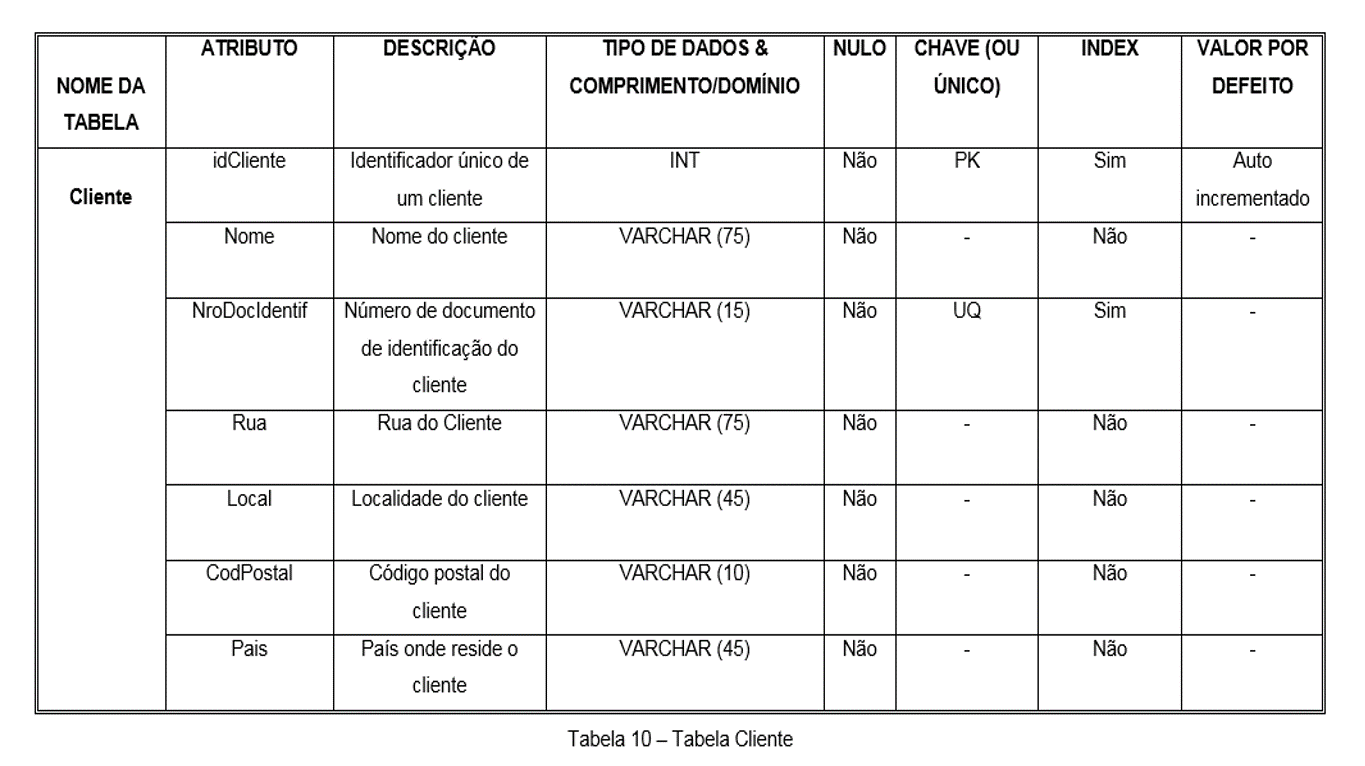 NOME DA TABELA ATRIBUTO DESCRIÇÃO TIPO DE DADOS & COMPRIMENTO/DOMÍNIO NULO CHAVE (OU ÚNICO) INDEX VALOR POR DEFEITO
Cliente idCliente Identificador único de um cliente INT Não PK Sim Auto incrementado
Nome Nome do cliente VARCHAR (75) Não - Não -
NroDocIdentif Número de documento de identificação do cliente VARCHAR (15) Não UQ Sim -
Rua Rua do Cliente VARCHAR (75) Não - Não -
Local Localidade do cliente VARCHAR (45) Não - Não -
CodPostal Código postal do cliente VARCHAR (10) Não - Não -
Pais País onde reside o cliente VARCHAR (45) Não - Não -
Tabela 10 – Tabela Cliente